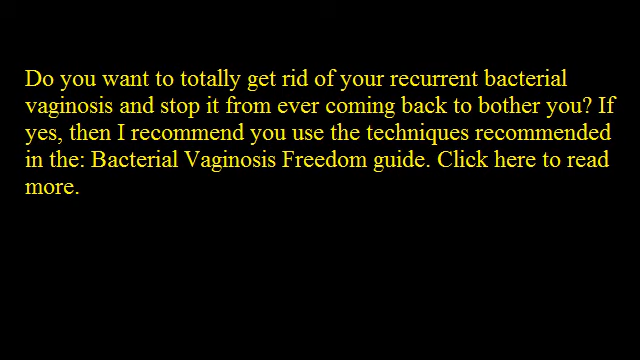 Do you want to totally get rid of your recurrent bacterial
vaginosis and stop it from ever coming back to bother you? If
yes, then I recommend you use the techniques recommended
in the: Bacterial Vaginosis Freedom guide. Click here to read
more.